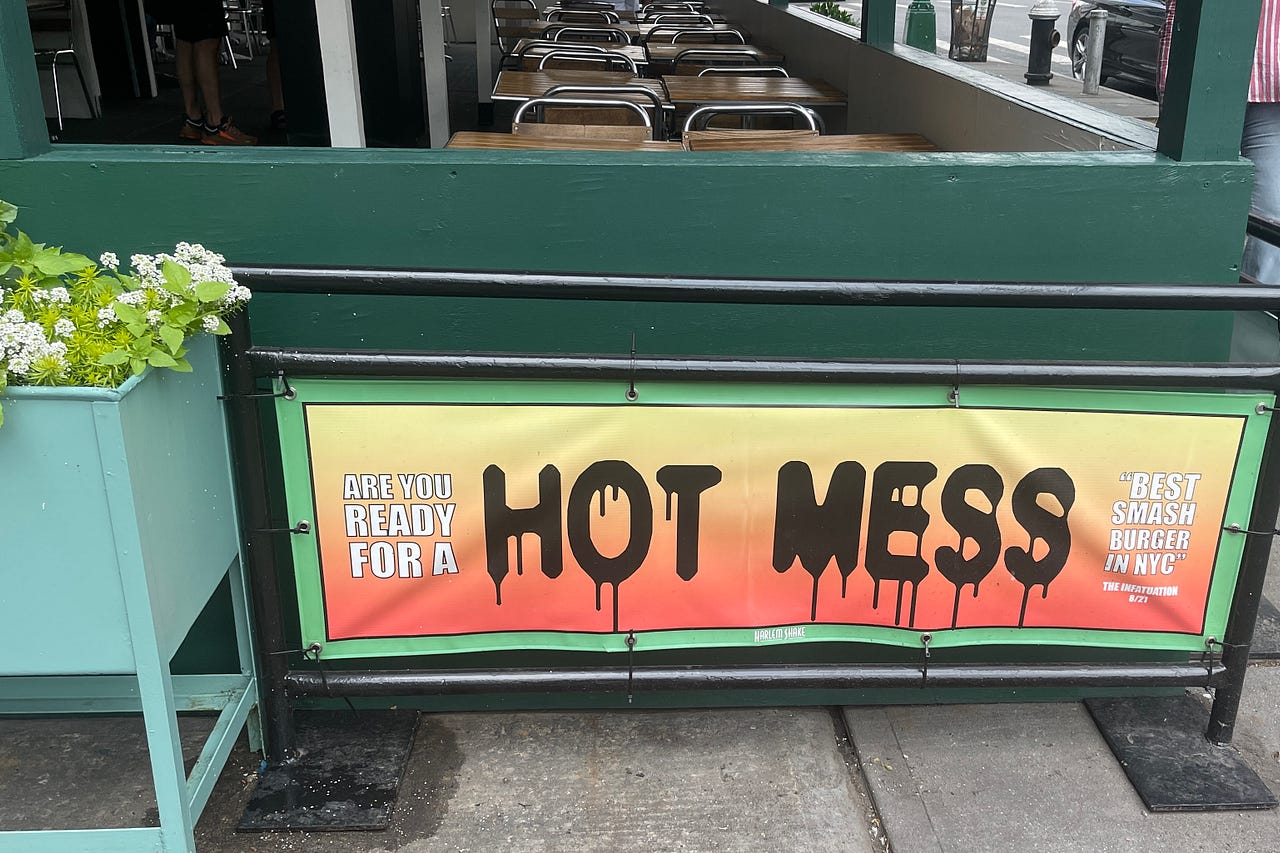 ARE YOU
READY
FOR A
HOT MESS
"BEST
SMASH
BURGER
IN NYC"
THE INFATUATION
8/21
HARLEM SHAKE